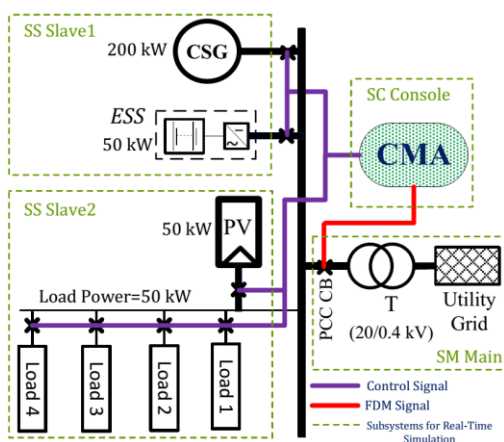 SS Slave1
200 kW
CSG
ESS
50 kW
SC Console
CMA
SS Slave2
50 kW
PV
Load Power=50 kW
Load 4
Load 3
Load 2
Load 1
PCC CB
T
(20/0.4 kV)
Utility
Grid
SM Main
Control Signal
FDM Signal
Subsystems for Real-Time
Simulation